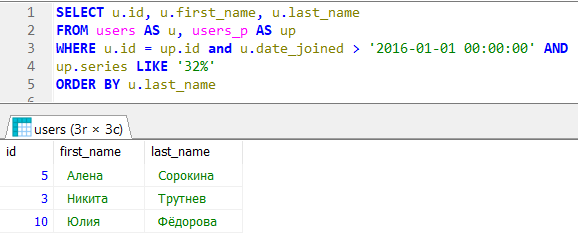 1 SELECT u.id, u.first_name, u.last_name
2 FROM users AS u, users_p AS up
3 WHERE u.id = up.id and u.date_joined > '2016-01-01 00:00:00' AND
4 up.series LIKE '32%'
5 ORDER BY u.last_name
6
users (3r × 3c)
id first_name last_name
5 Алена Сорокина
3 Никита Трутнев
10 Юлия Фёдорова